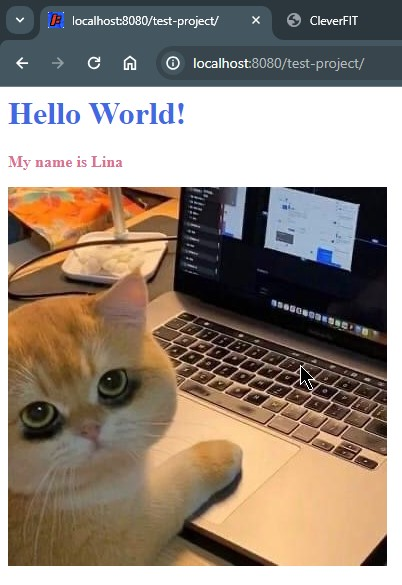 localhost:8080/test-project/
CleverFIT
localhost:8080/test-project/
Hello World!
My name is Lina